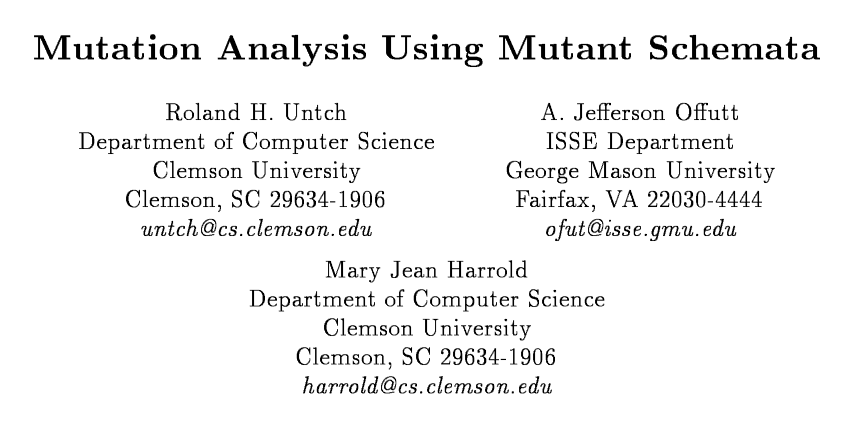 Mutation Analysis Using Mutant Schemata
Roland H. Untch
Department of Computer Science
Clemson University
Clemson, SC 29634-1906
untch@cs.clemson.edu
A. Jefferson Offutt
ISSE Department
George Mason University
Fairfax, VA 22030-4444
ofut@isse.gmu.edu
Mary Jean Harrold
Department of Computer Science
Clemson University
Clemson, SC 29634-1906
harrold@cs.clemson.edu